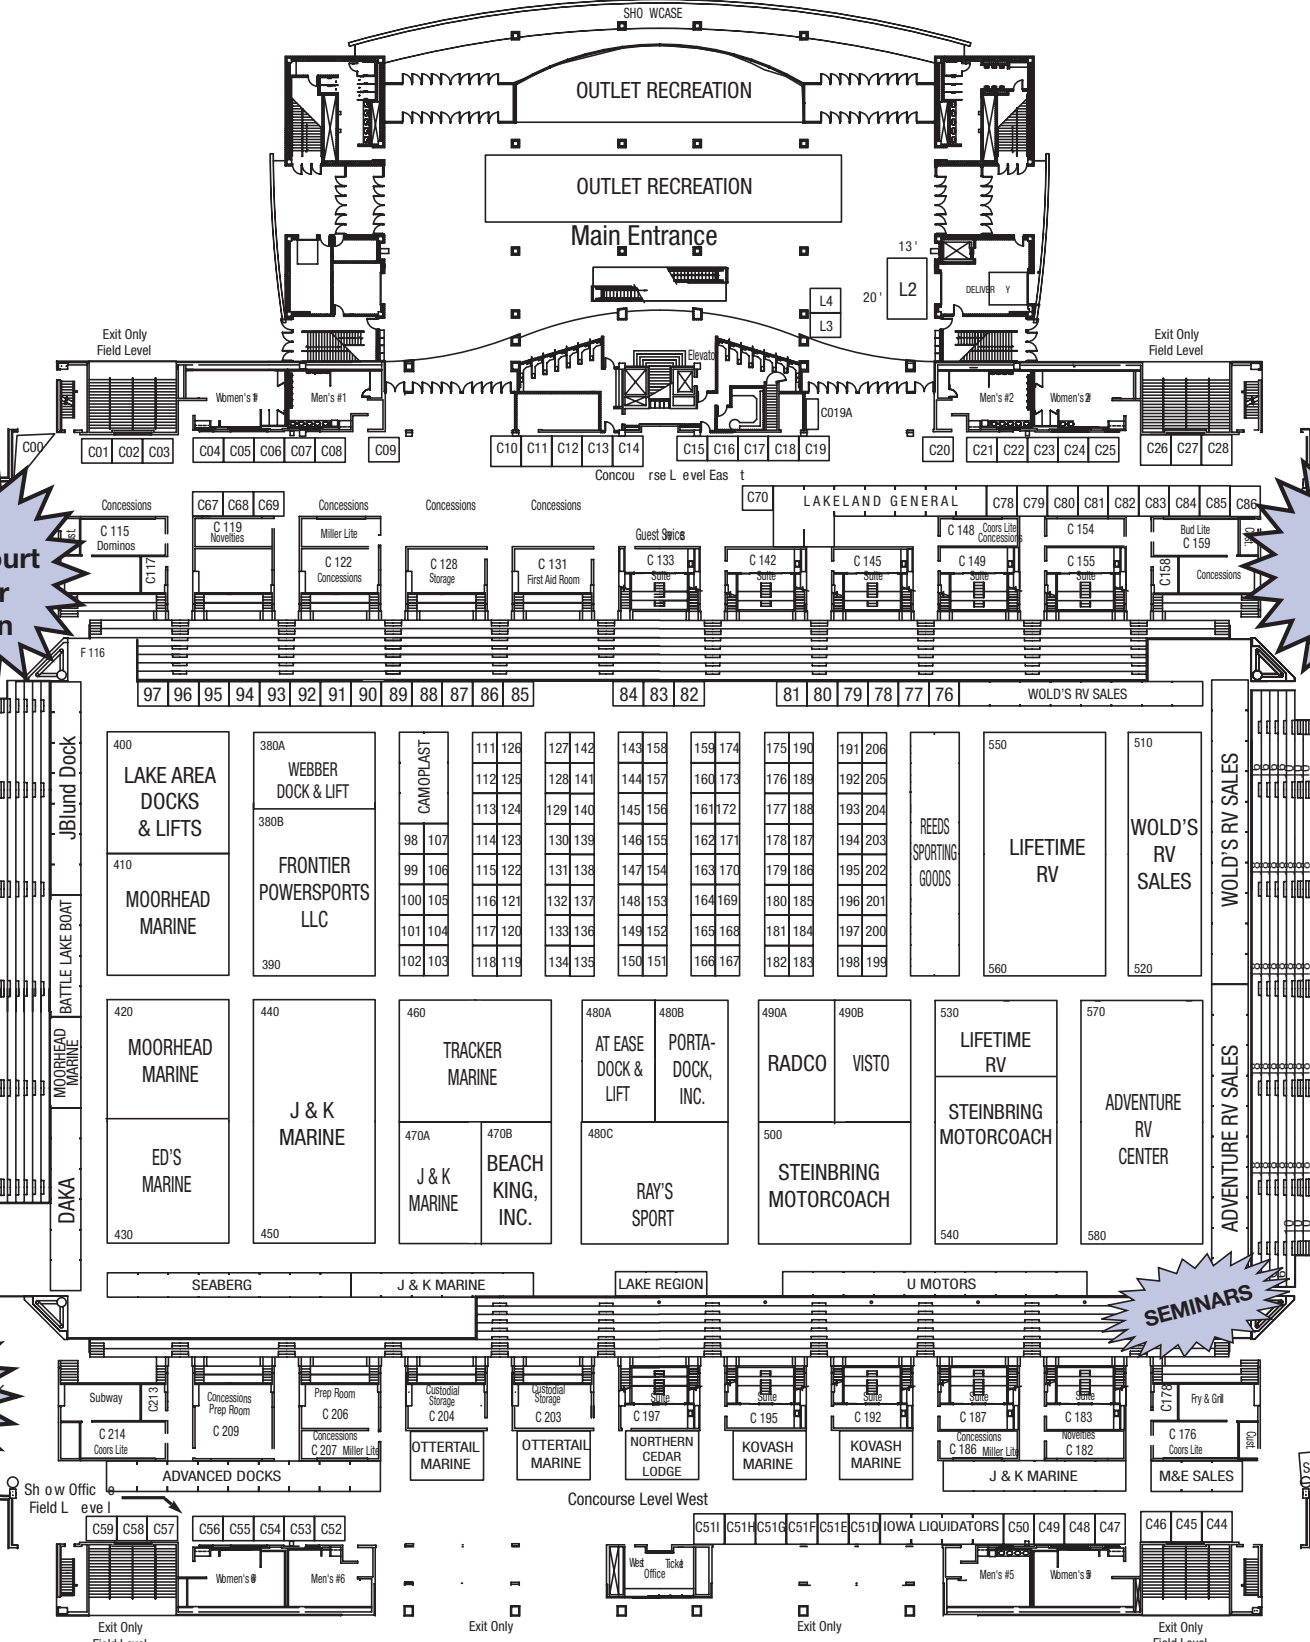 SHO WCASE
OUTLET RECREATION
OUTLET RECREATION
Main Entrance
13 '
20 '
L2
L4
L3
DELIVER Y
Elevator
Exit Only
Field Level
Exit Only
Field Level
Women's
Men's #1
Men's #2
Women's
C019A
C00
C01 C02 C03
C04 C05 C06 C07 C08
C09
C10 C11 C12 C13 C14
C15 C16 C17 C18 C19
C20
C21 C22 C23 C24 C25
C26 C27 C28
Concou rse L evel Eas t
C67 C68 C69
C70
LAKELAND GENERAL
C78 C79 C80 C81 C82 C83 C84 C85 C86
Concessions
Concessions
Concessions
Concessions
C 115
Dominos
C117
C 119
Novelties
Miller Lite
C 122
Concessions
C 128
Storage
C 131
First Aid Room
Guest
C 133
Suite
C 142
Suite
C 145
Suite
C 148
Coors Lite
Concessions
C 149
Suite
C 154
C 155
Suite
Bud Lite
C 159
C158
Concessions
ourt
r
n
F 116
97 96 95 94 93 92 91 90 89 88 87 86 85
84 83 82
81 80 79 78 77 76
WOLD'S RV SALES
JBlund Dock
BATTLE LAKE BOAT
MOORHEAD
MARINE
DAKA
400
LAKE AREA
DOCKS
& LIFTS
410
MOORHEAD
MARINE
380A
WEBBER
DOCK & LIFT
380B
FRONTIER
POWERSPORTS
LLC
390
CAMOPLAST
98 107
99 106
100 105
101 104
102 103
111 126
112 125
113 124
114 123
115 122
116 121
117 120
118 119
127 142
128 141
129 140
130 139
131 138
132 137
133 136
134 135
143 158
144 157
145 156
146 155
147 154
148 153
149 152
150 151
159 174
160 173
161 172
162 171
163 170
164 169
165 168
166 167
175 190
176 189
177 188
178 187
179 186
180 185
181 184
182 183
191 206
192 205
193 204
194 203
195 202
196 201
197 200
198 199
REEDS
SPORTING
GOODS
550
LIFETIME
RV
560
510
WOLD'S
RV
SALES
520
WOLD'S RV SALES
ADVENTURE RV SALES
420
MOORHEAD
MARINE
ED'S
MARINE
430
440
J & K
MARINE
450
460
TRACKER
MARINE
470A
J & K
MARINE
470B
BEACH
KING,
INC.
480A
AT EASE
DOCK &
LIFT
480B
PORTA-
DOCK,
INC.
480C
RAY'S
SPORT
490A
RADCO
490B
VISTO
500
STEINBRING
MOTORCOACH
530
LIFETIME
RV
STEINBRING
MOTORCOACH
540
570
ADVENTURE
RV
CENTER
580
SEABERG
J & K MARINE
LAKE REGION
U MOTORS
SEMINARS
Subway
C213
C 214
Coors Lite
Concessions
Prep Room
C 209
Prep Room
C 206
Concessions
C 207 Miller Lite
Custodial
Storage
C 204
Custodial
Storage
C 203
Suite
C 197
Suite
C 195
Suite
C 192
Suite
C 187
Concessions
C 186 Miller Lite
Suite
C 183
Novelties
C 182
C178
Fry & Grill
C 176
Coors Lite
Cust.
ADVANCED DOCKS
OTTERTAIL
MARINE
OTTERTAIL
MARINE
NORTHERN
CEDAR
LODGE
KOVASH
MARINE
KOVASH
MARINE
J & K MARINE
M&E SALES
Sh ow Offic e
Field L eve l
Concourse Level West
C59 C58 C57
C56 C55 C54 C53 C52
C51I C51H C51G C51F C51E C51D IOWA LIQUIDATORS C50 C49 C48 C47
C46 C45 C44
Women's
Men's #6
West Ticket
Office
Men's #5
Women's
Exit Only
Field Level
Exit Only
Exit Only
Exit Only
Field Level